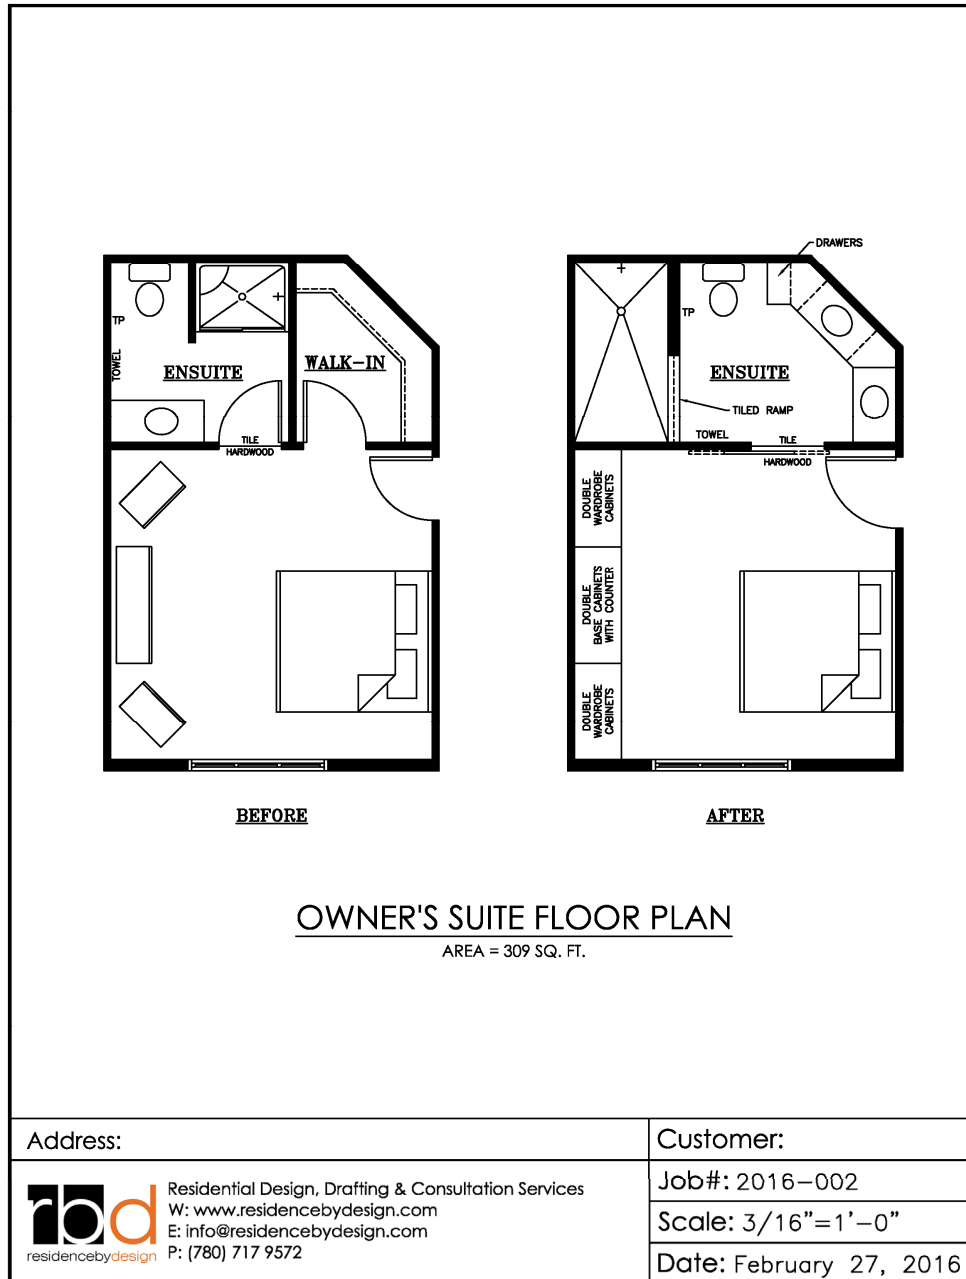 TP
TOWEL
ENSUITE
WALK-IN
TILE
HARDWOOD
BEFORE
DRAWERS
TP
ENSUITE
TILED RAMP
TOWEL
TILE
HARDWOOD
DOUBLE
WARDROBE
CABINETS
DOUBLE
BASE CABINETS
WITH COUNTER
DOUBLE
WARDROBE
CABINETS
AFTER
OWNER'S SUITE FLOOR PLAN
AREA = 309 SQ. FT.
Address:
Customer:
rbd
residencebydesign
Residential Design, Drafting & Consultation Services
W: www.residencebydesign.com
E: info@residencebydesign.com
P: (780) 717 9572
Job#: 2016-002
Scale: 3/16"=1'-0"
Date: February 27, 2016